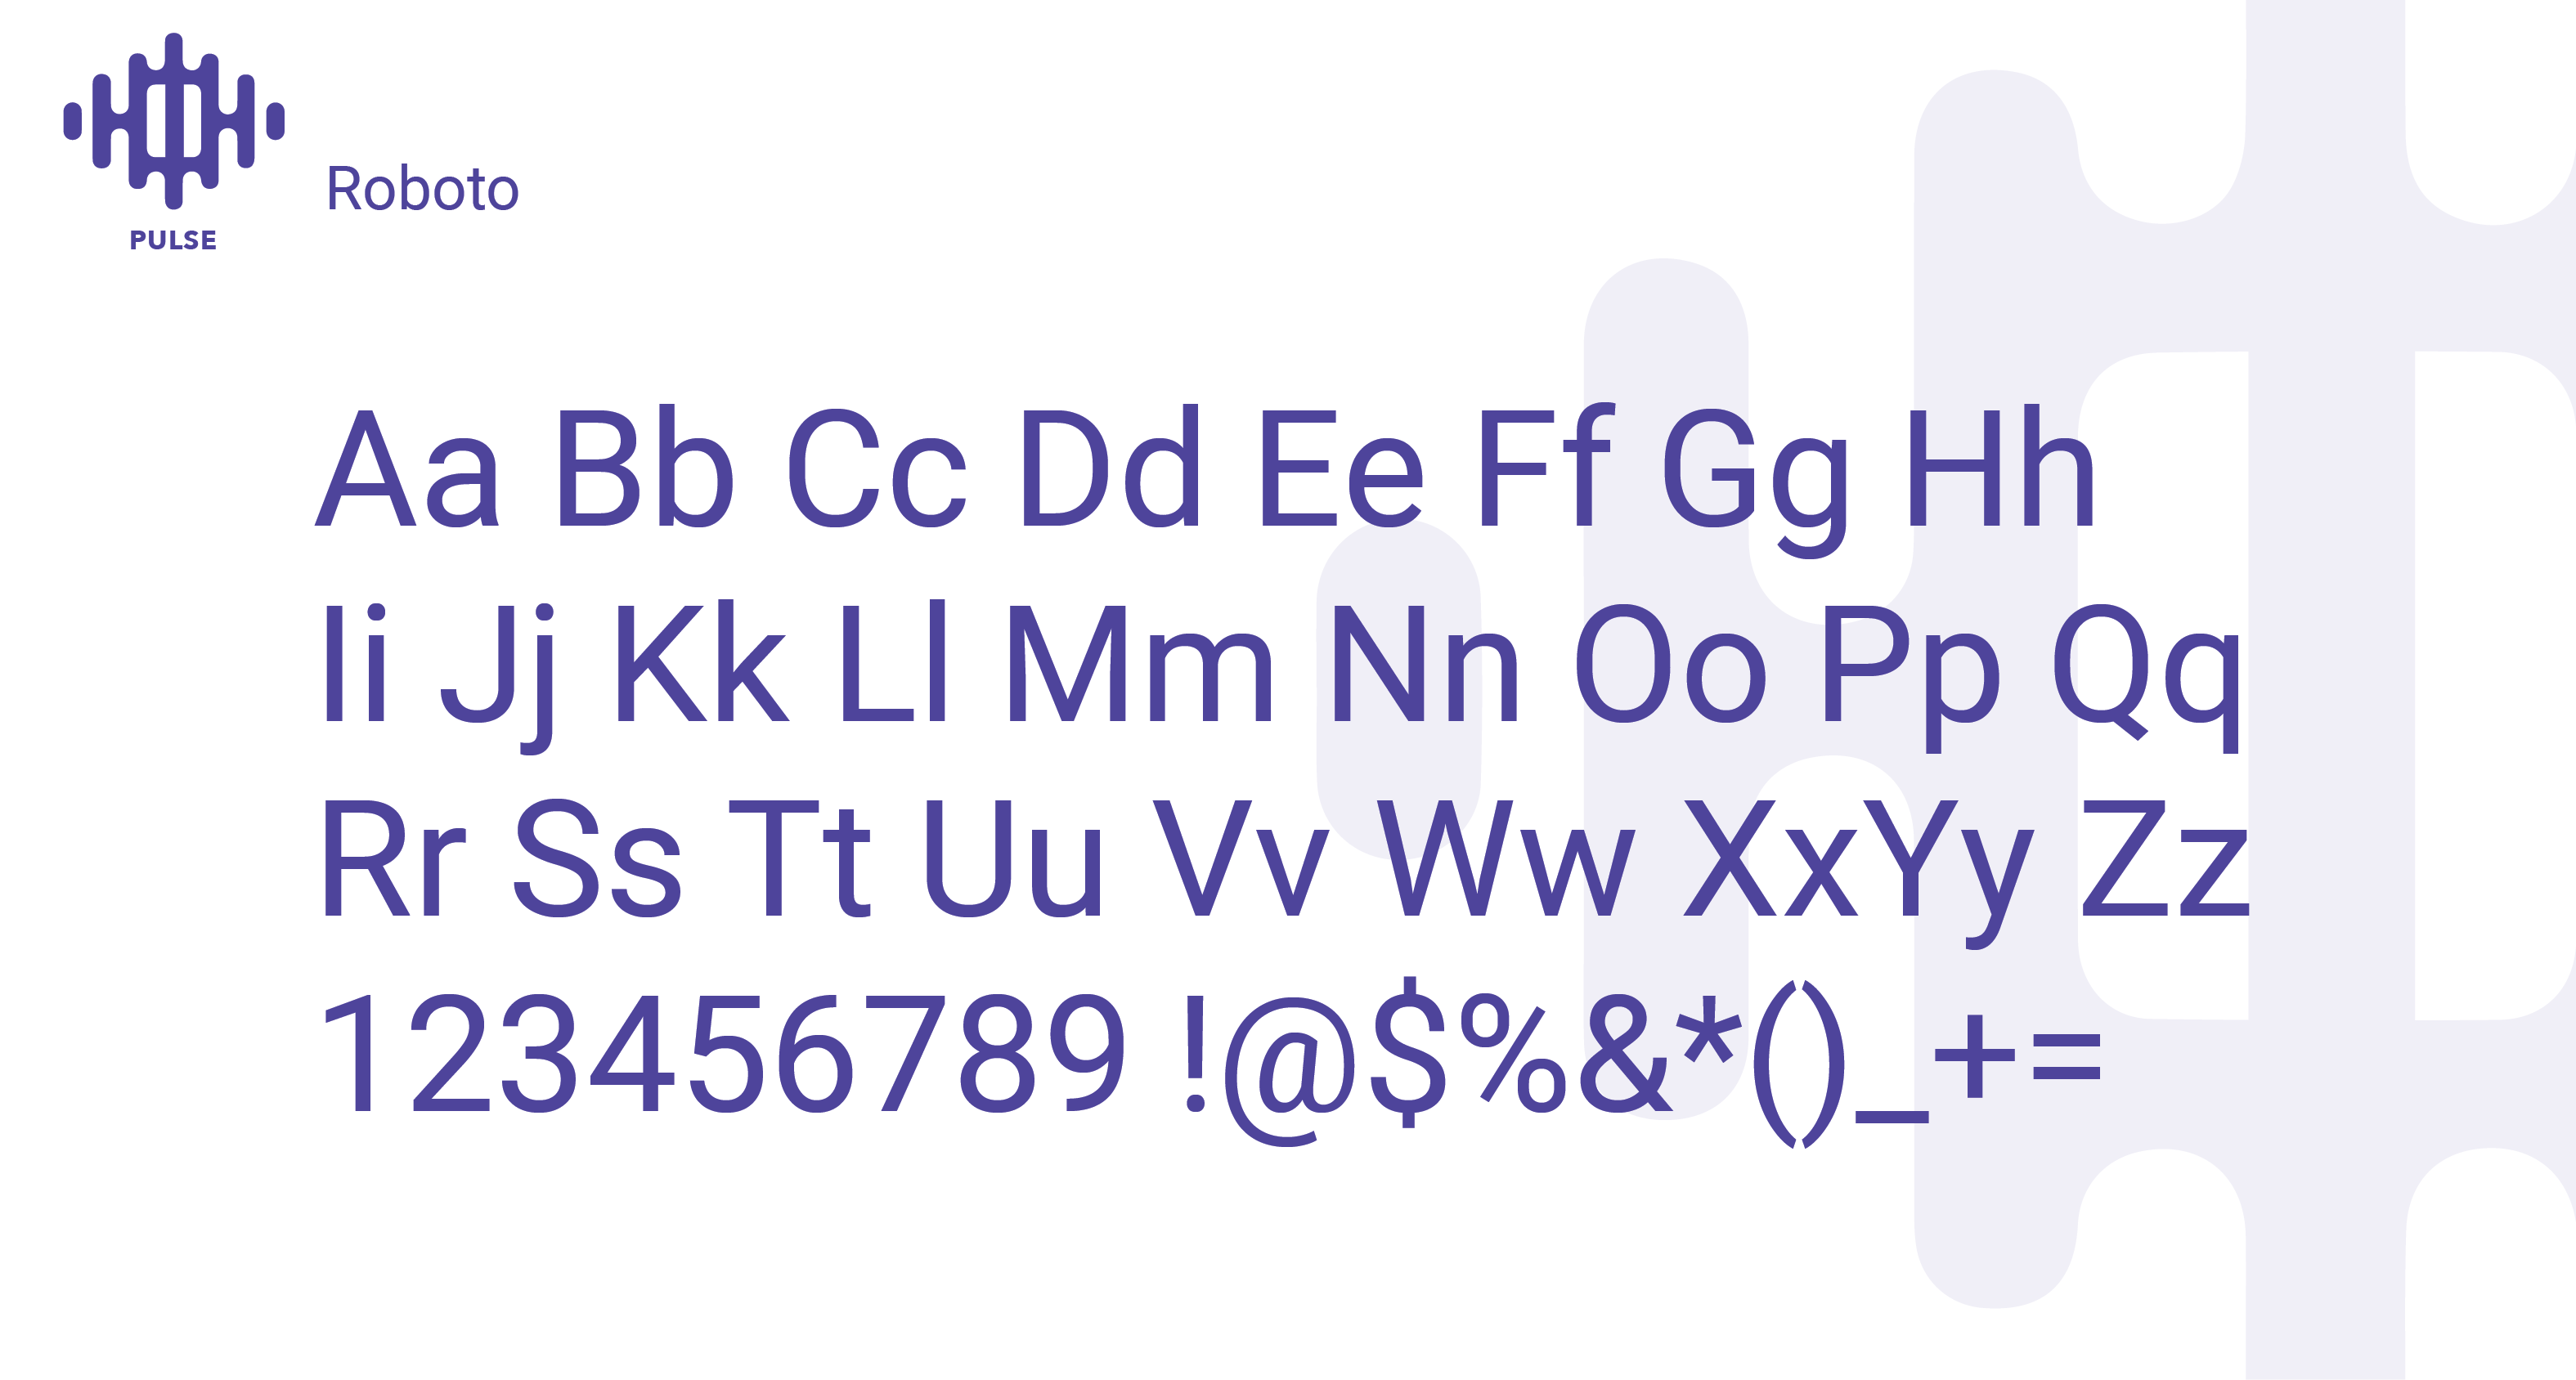 PULSE
Roboto
Aa Bb Cc Dd Ee Ff Gg Hh
Ii Jj Kk Ll Mm Nn Oo Pp Qq
Rr Ss Tt Uu Vv Ww XxYy Zz
123456789 !@$%&*()_+=